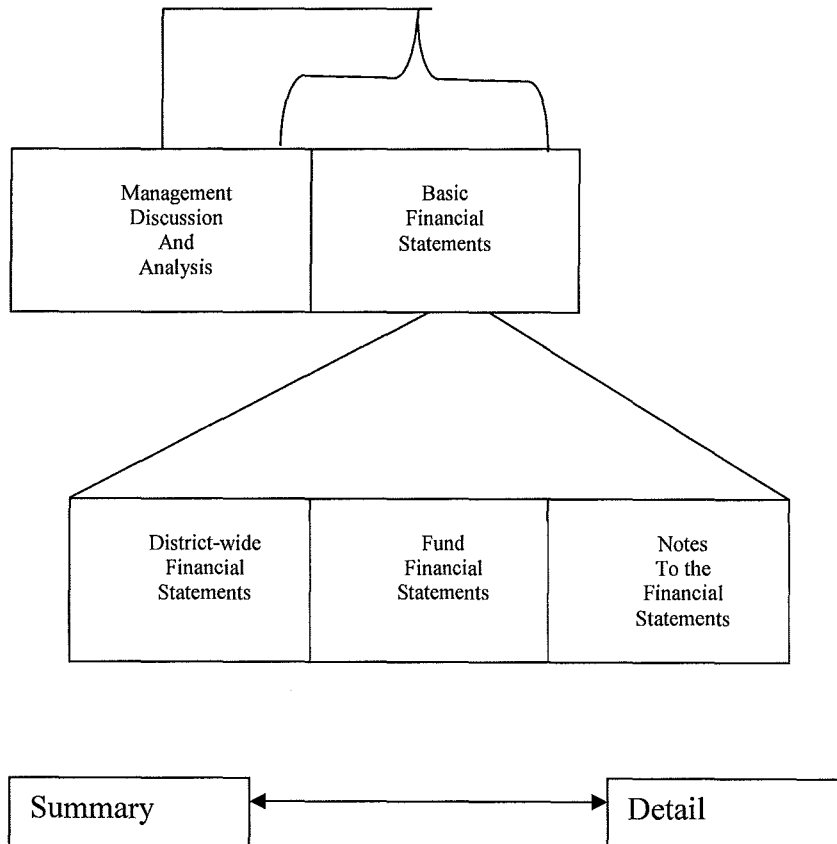 Management
Discussion
And
Analysis
Basic
Financial
Statements
District-wide
Financial
Statements
Fund
Financial
Statements
Notes
To the
Financial
Statements
Summary
Detail